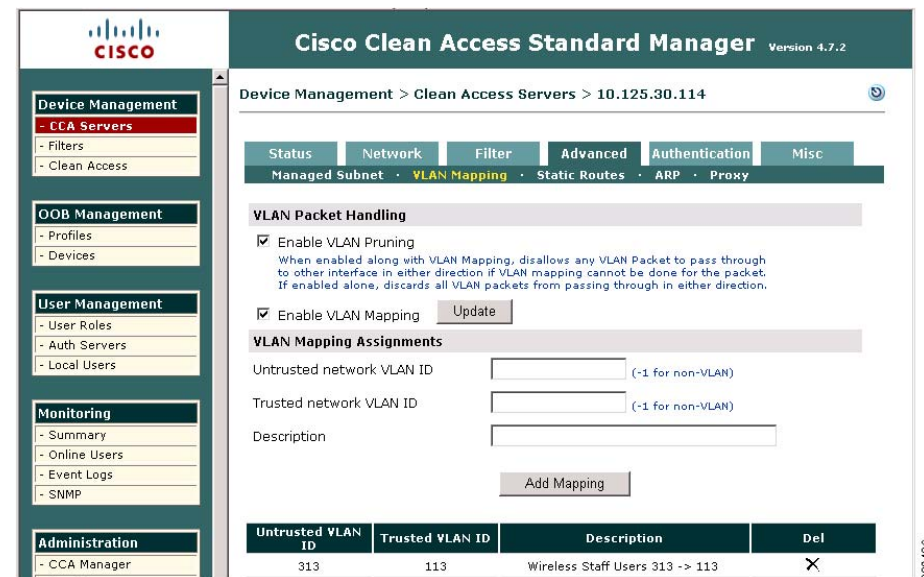 CISCO
Cisco Clean Access Standard Manager Version 4.7.2
Device Management
- CCA Servers
- Filters
- Clean Access
OOB Management
- Profiles
- Devices
User Management
- User Roles
- Auth Servers
- Local Users
Monitoring
- Summary
- Online Users
- Event Logs
- SNMP
Administration
- CCA Manager
Device Management > Clean Access Servers > 10.125.30.114
Status Network Filter Advanced Authentication Misc
Managed Subnet · VLAN Mapping · Static Routes · ARP · Proxy
VLAN Packet Handling
Enable VLAN Pruning
When enabled along with VLAN Mapping, disallows any VLAN Packet to pass through
to other interface in either direction if VLAN mapping cannot be done for the packet.
If enabled alone, discards all VLAN packets from passing through in either direction.
Enable VLAN Mapping Update
VLAN Mapping Assignments
Untrusted network VLAN ID (-1 for non-VLAN)
Trusted network VLAN ID (-1 for non-VLAN)
Description
Add Mapping
Untrusted VLAN ID Trusted VLAN ID Description Del
313 113 Wireless Staff Users 313 -> 113